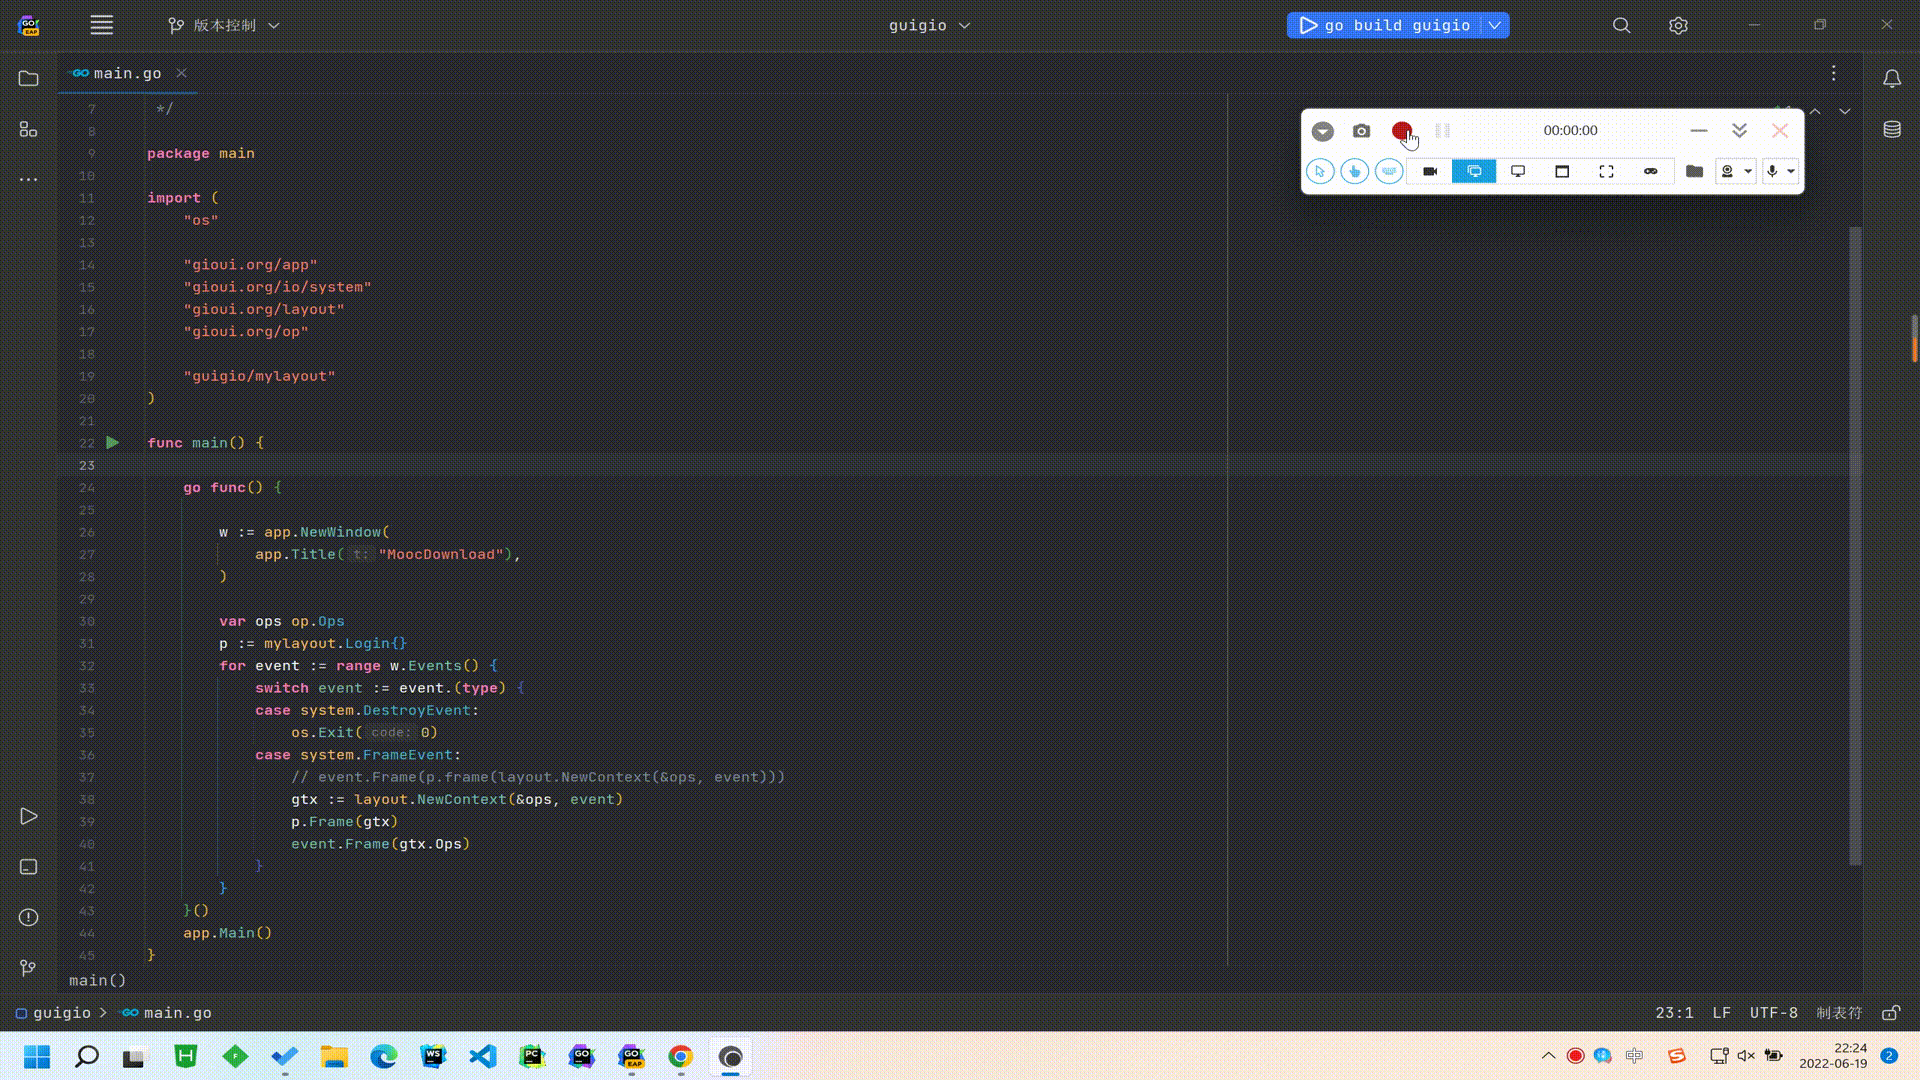 版本控制
guigio
go build guigio
main.go
7 */
8
9 package main
10
11 import (
12 "os"
13
14 "gioui.org/app"
15 "gioui.org/io/system"
16 "gioui.org/layout"
17 "gioui.org/op"
18
19 "guigio/mylayout"
20 )
21
22 func main() {
23
24 go func() {
25
26 w := app.NewWindow(
27 app.Title( t: "MoocDownload"),
28 )
29
30 var ops op.Ops
31 p := mylayout.Login{}
32 for event := range w.Events() {
33 switch event := event.(type) {
34 case system.DestroyEvent:
35 os.Exit( code: 0)
36 case system.FrameEvent:
37 // event.Frame(p.frame(layout.NewContext(&ops, event)))
38 gtx := layout.NewContext(&ops, event)
39 p.Frame(gtx)
40 event.Frame(gtx.Ops)
41 }
42 }
43 }()
44 app.Main()
45 }
00:00:00
main()
guigio > main.go
23:1 LF UTF-8 制表符
中
22:24
2022-06-19
2